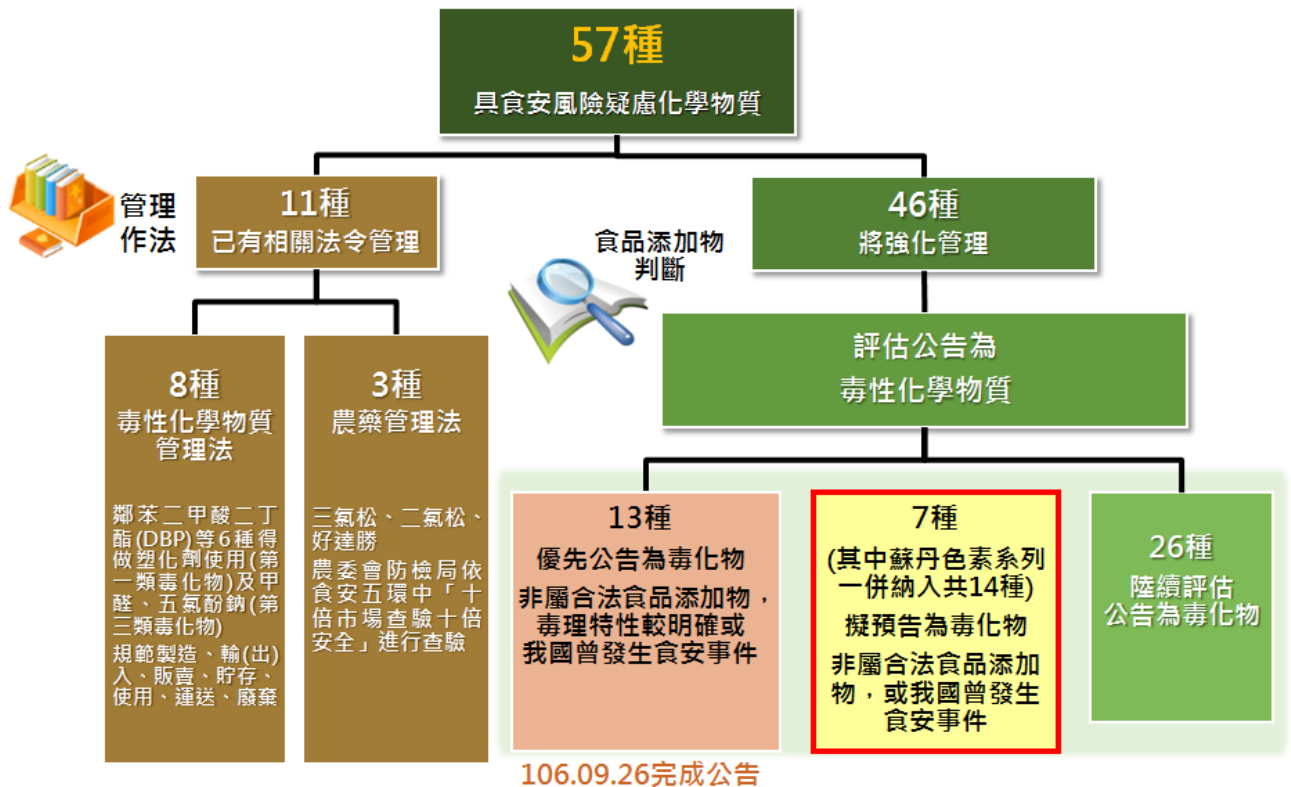 57種
具食安風險疑慮化學物質
管理
作法
11種
已有相關法令管理
食品添加物
判斷
46種
將強化管理
8種
毒性化學物質
管理法
鄰苯二甲酸二丁
酯(DBP)等6種得
做塑化劑使用(第
一類毒化物)及甲
醛、五氯酚鈉(第
三類毒化物)
規範製造、輸(出)
入、販賣、貯存、
使用、運送、廢棄
3種
農藥管理法
三氯松、二氯松、
好達勝
農委會防檢局依
食安五環中「十
倍市場查驗十倍
安全」進行查驗
評估公告為
毒性化學物質
13種
優先公告為毒化物
非屬合法食品添加物，
毒理特性較明確或
我國曾發生食安事件
7種
(其中蘇丹色素系列
一併納入共14種)
擬預告為毒化物
非屬合法食品添加
物，或我國曾發生
食安事件
26種
陸續評估
公告為毒化物
106.09.26完成公告